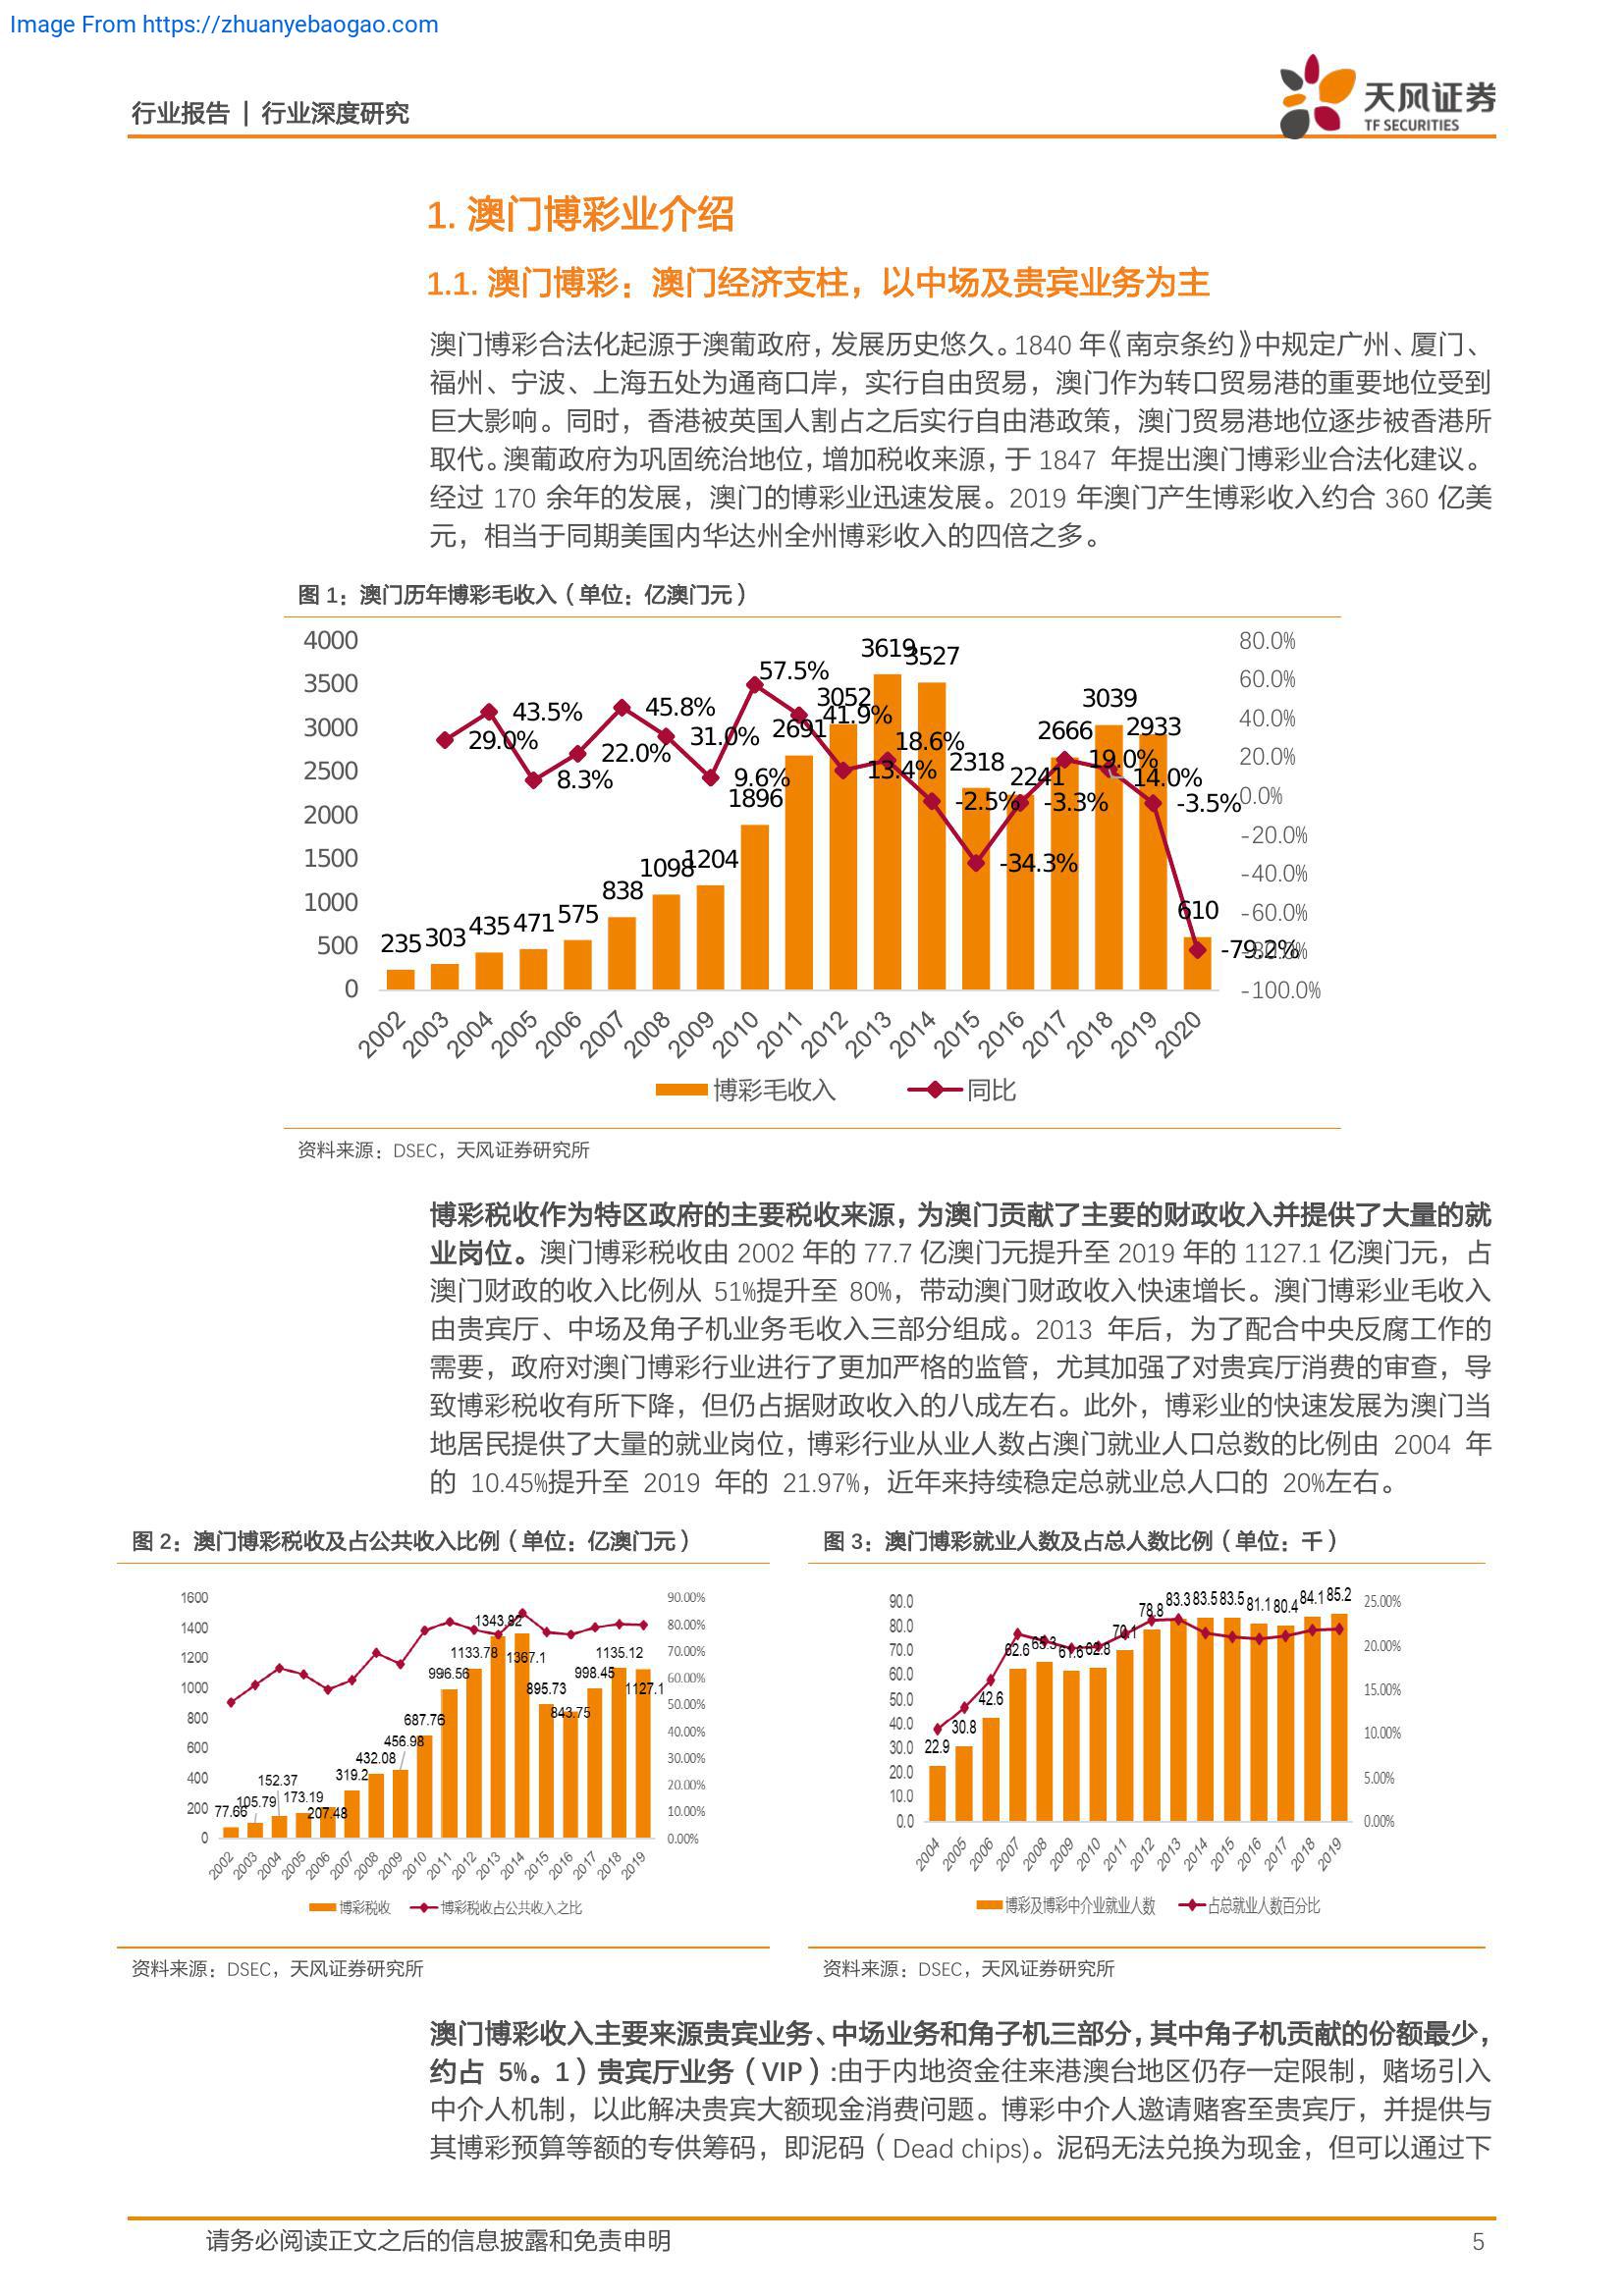 Image From https://zhuanyebaogao.com
行业报告 | 行业深度研究
天风证券
TF SECURITIES
1. 澳门博彩业介绍
1.1. 澳门博彩：澳门经济支柱，以中场及贵宾业务为主
澳门博彩合法化起源于澳葡政府，发展历史悠久。1840 年《南京条约》中规定广州、厦门、
福州、宁波、上海五处为通商口岸，实行自由贸易，澳门作为转口贸易港的重要地位受到
巨大影响。同时，香港被英国人割占之后实行自由港政策，澳门贸易港地位逐步被香港所
取代。澳葡政府为巩固统治地位，增加税收来源，于 1847 年提出澳门博彩业合法化建议。
经过 170 余年的发展，澳门的博彩业迅速发展。2019 年澳门产生博彩收入约合 360 亿美
元，相当于同期美国内华达州全州博彩收入的四倍之多。
图 1：澳门历年博彩毛收入（单位：亿澳门元）
4000
3500
3000
2500
2000
1500
1000
500
0
80.0%
60.0%
40.0%
20.0%
0.0%
-20.0%
-40.0%
-60.0%
-80.0%
-100.0%
235 303 435 471 575 838 1098 1204 1896 2691 3052 3619 3527 2318 2241 2666 3039 2933 610
29.0% 43.5% 8.3% 22.0% 45.8% 31.0% 9.6% 57.5% 41.9% 13.4% 18.6% -2.5% -34.3% -3.3% 19.0% 14.0% -3.5% -79.2%
2002 2003 2004 2005 2006 2007 2008 2009 2010 2011 2012 2013 2014 2015 2016 2017 2018 2019 2020
博彩毛收入 同比
资料来源：DSEC，天风证券研究所
博彩税收作为特区政府的主要税收来源，为澳门贡献了主要的财政收入并提供了大量的就
业岗位。澳门博彩税收由 2002 年的 77.7 亿澳门元提升至 2019 年的 1127.1 亿澳门元，占
澳门财政的收入比例从 51%提升至 80%，带动澳门财政收入快速增长。澳门博彩业毛收入
由贵宾厅、中场及角子机业务毛收入三部分组成。2013 年后，为了配合中央反腐工作的
需要，政府对澳门博彩行业进行了更加严格的监管，尤其加强了对贵宾厅消费的审查，导
致博彩税收有所下降，但仍占据财政收入的八成左右。此外，博彩业的快速发展为澳门当
地居民提供了大量的就业岗位，博彩行业从业人数占澳门就业人口总数的比例由 2004 年
的 10.45%提升至 2019 年的 21.97%，近年来持续稳定总就业总人口的 20%左右。
图 2：澳门博彩税收及占公共收入比例（单位：亿澳门元）
1600
1400
1200
1000
800
600
400
200
0
90.00%
80.00%
70.00%
60.00%
50.00%
40.00%
30.00%
20.00%
10.00%
0.00%
77.66 105.79 152.37 173.19 207.48 319.2 432.08 456.98 687.76 996.56 1133.78 1343.82 1367.1 895.73 843.75 998.45 1135.12 1127.1
2002 2003 2004 2005 2006 2007 2008 2009 2010 2011 2012 2013 2014 2015 2016 2017 2018 2019
博彩税收 博彩税收占公共收入之比
资料来源：DSEC，天风证券研究所
图 3：澳门博彩就业人数及占总人数比例（单位：千）
90.0
80.0
70.0
60.0
50.0
40.0
30.0
20.0
10.0
0.0
25.00%
20.00%
15.00%
10.00%
5.00%
0.00%
22.9 30.8 42.6 62.6 65.3 61.6 62.8 70.1 78.8 83.3 83.5 83.5 81.1 80.4 84.1 85.2
2004 2005 2006 2007 2008 2009 2010 2011 2012 2013 2014 2015 2016 2017 2018 2019
博彩及博彩中介业就业人数 占总就业人数百分比
资料来源：DSEC，天风证券研究所
澳门博彩收入主要来源贵宾业务、中场业务和角子机三部分，其中角子机贡献的份额最少，
约占 5%。1）贵宾厅业务（VIP）:由于内地资金往来港澳台地区仍存一定限制，赌场引入
中介人机制，以此解决贵宾大额现金消费问题。博彩中介人邀请赌客至贵宾厅，并提供与
其博彩预算等额的专供筹码，即泥码（Dead chips)。泥码无法兑换为现金，但可以通过下
请务必阅读正文之后的信息披露和免责申明
5